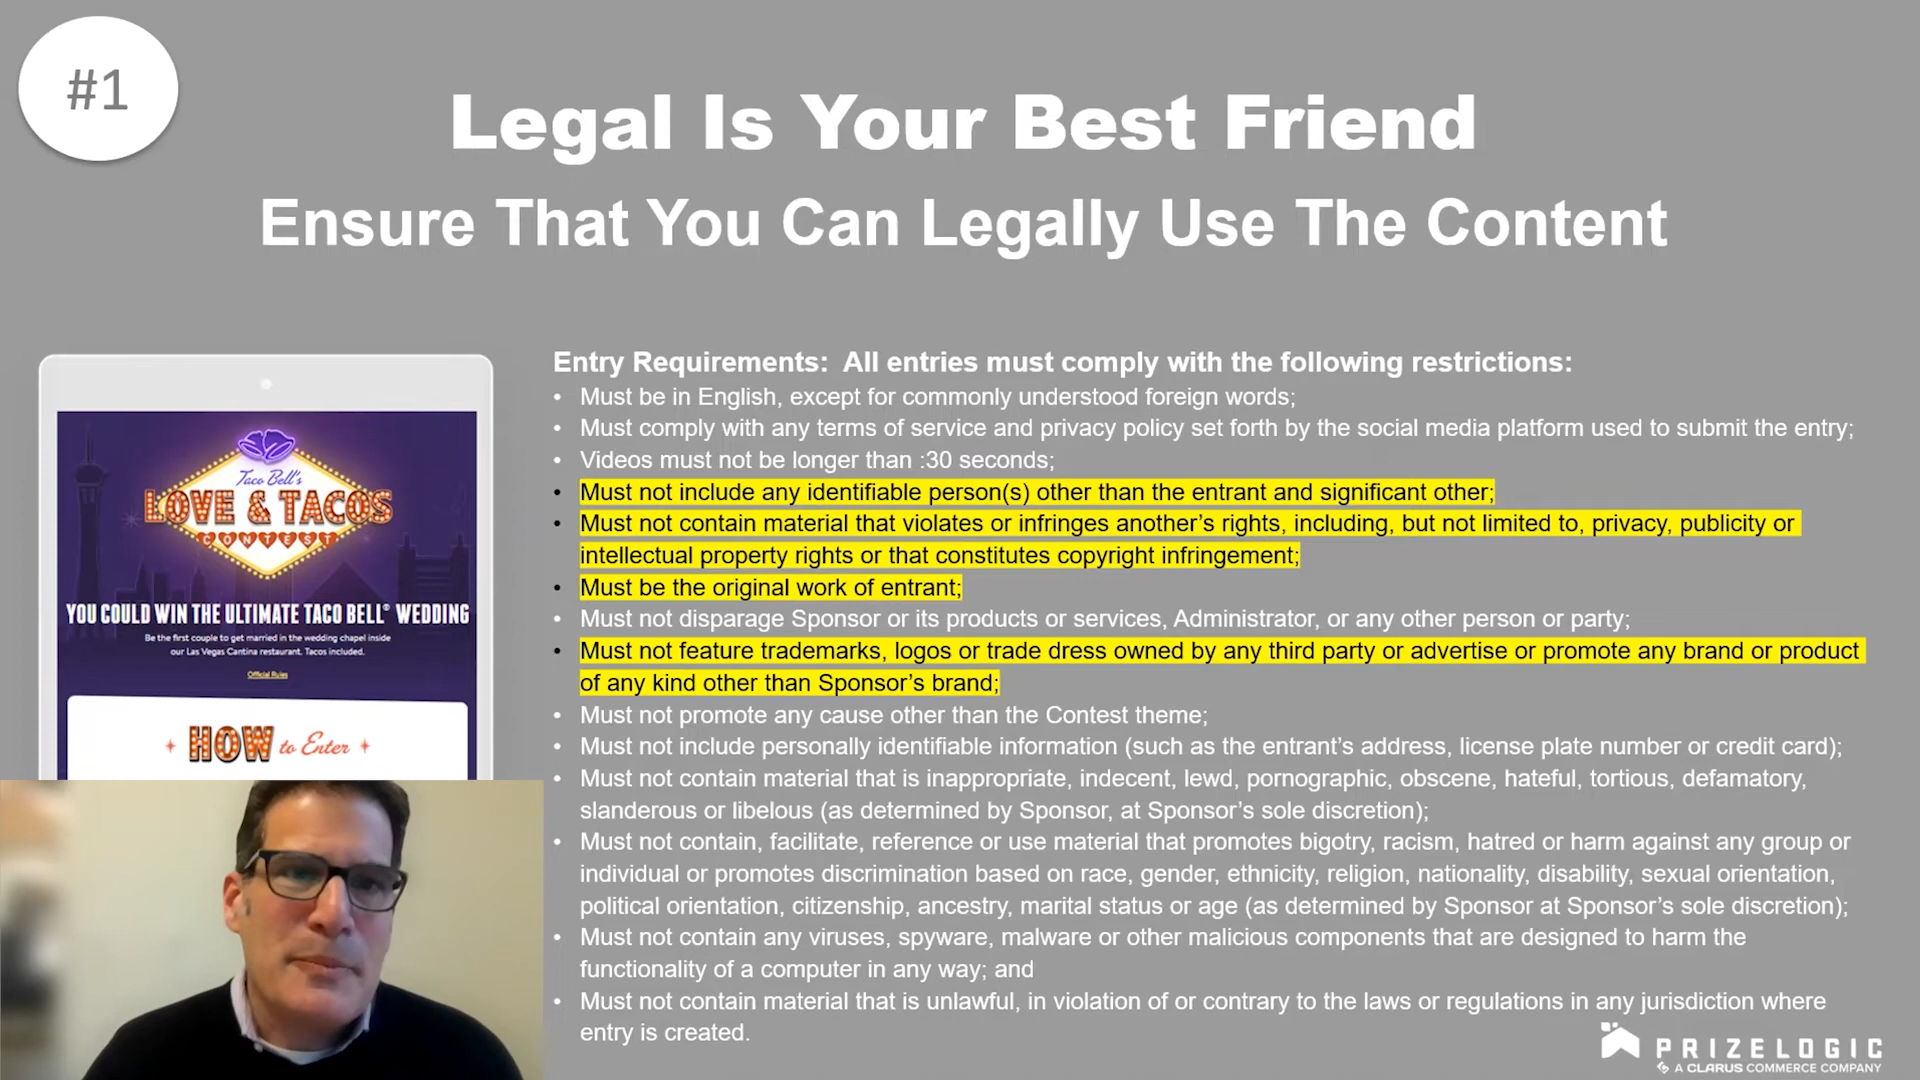 #1
Legal Is Your Best Friend
Ensure That You Can Legally Use The Content
Taco Bell's
LOVE & TACOS
CONTEST
YOU COULD WIN THE ULTIMATE TACO BELL® WEDDING
Be the first couple to get married in the wedding chapel inside
our Las Vegas Cantina restaurant. Tacos included.
Official Rules
HOW to Enter
Entry Requirements:  All entries must comply with the following restrictions:
• Must be in English, except for commonly understood foreign words;
• Must comply with any terms of service and privacy policy set forth by the social media platform used to submit the entry;
• Videos must not be longer than :30 seconds;
• Must not include any identifiable person(s) other than the entrant and significant other;
• Must not contain material that violates or infringes another's rights, including, but not limited to, privacy, publicity or
intellectual property rights or that constitutes copyright infringement;
• Must be the original work of entrant;
• Must not disparage Sponsor or its products or services, Administrator, or any other person or party;
• Must not feature trademarks, logos or trade dress owned by any third party or advertise or promote any brand or product
of any kind other than Sponsor's brand;
• Must not promote any cause other than the Contest theme;
• Must not include personally identifiable information (such as the entrant's address, license plate number or credit card);
• Must not contain material that is inappropriate, indecent, lewd, pornographic, obscene, hateful, tortious, defamatory,
slanderous or libelous (as determined by Sponsor, at Sponsor's sole discretion);
• Must not contain, facilitate, reference or use material that promotes bigotry, racism, hatred or harm against any group or
individual or promotes discrimination based on race, gender, ethnicity, religion, nationality, disability, sexual orientation,
political orientation, citizenship, ancestry, marital status or age (as determined by Sponsor at Sponsor's sole discretion);
• Must not contain any viruses, spyware, malware or other malicious components that are designed to harm the
functionality of a computer in any way; and
• Must not contain material that is unlawful, in violation of or contrary to the laws or regulations in any jurisdiction where
entry is created.
PRIZELOGIC
A CLARUS COMMERCE COMPANY